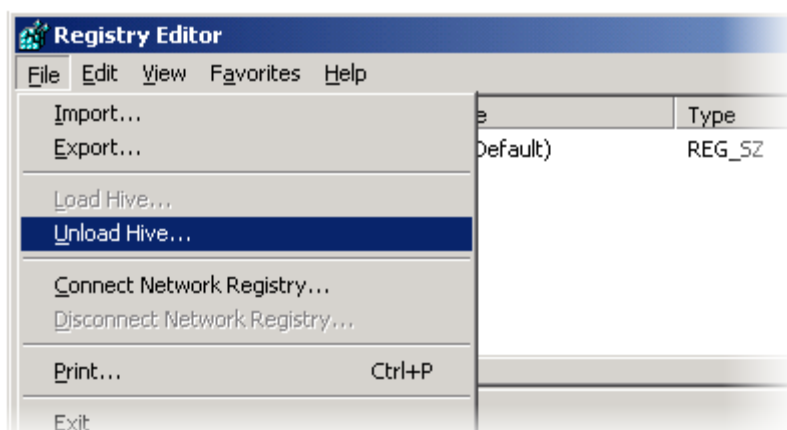 Registry Editor
File Edit View Favorites Help
Import...
Export...
Load Hive...
Unload Hive...
Connect Network Registry...
Disconnect Network Registry...
Print... Ctrl+P
Exit
e Type
Default) REG_SZ